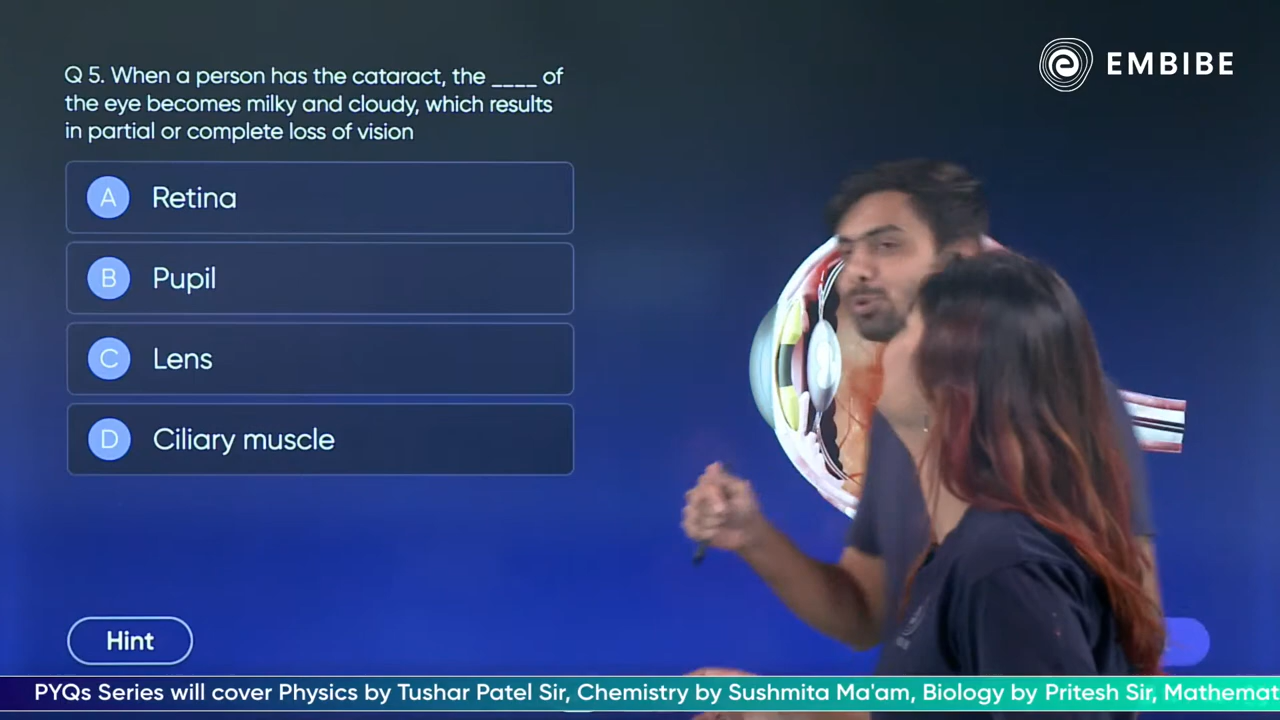 EMBIBE
Q 5. When a person has the cataract, the ____ of
the eye becomes milky and cloudy, which results
in partial or complete loss of vision
A Retina
B Pupil
C Lens
D Ciliary muscle
Hint
PYQs Series will cover Physics by Tushar Patel Sir, Chemistry by Sushmita Ma'am, Biology by Pritesh Sir, Mathemat